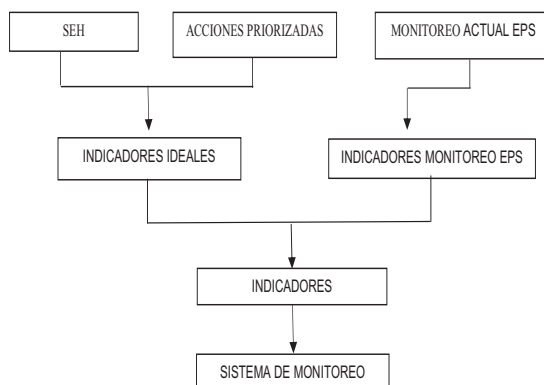 SEH
ACCIONES PRIORIZADAS
MONITOREO ACTUAL EPS
INDICADORES IDEALES
INDICADORES MONITOREO EPS
INDICADORES
SISTEMA DE MONITOREO